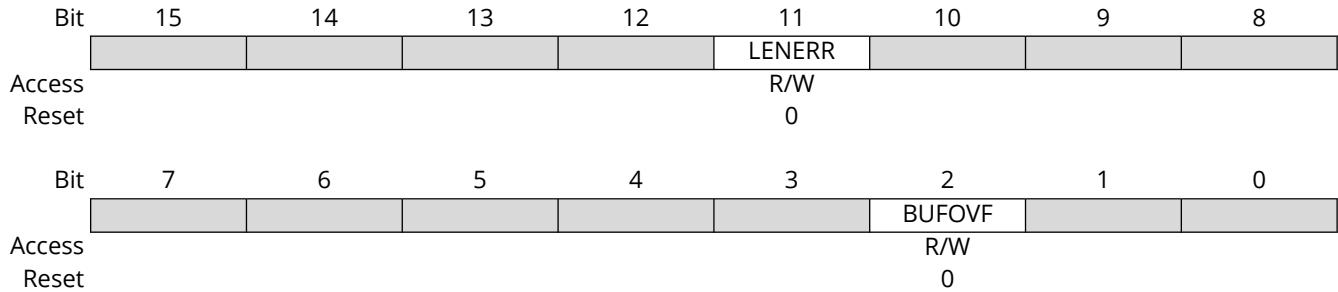 Bit 15 14 13 12 11 10 9 8
LENERR
Access R/W
Reset 0
Bit 7 6 5 4 3 2 1 0
BUFOVF
Access R/W
Reset 0